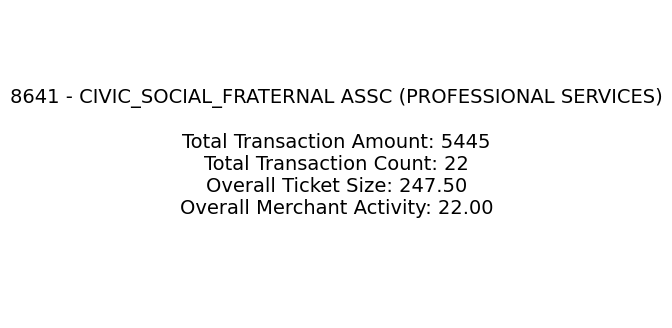 8641 - CIVIC_SOCIAL_FRATERNAL ASSC (PROFESSIONAL SERVICES)
Total Transaction Amount: 5445
Total Transaction Count: 22
Overall Ticket Size: 247.50
Overall Merchant Activity: 22.00